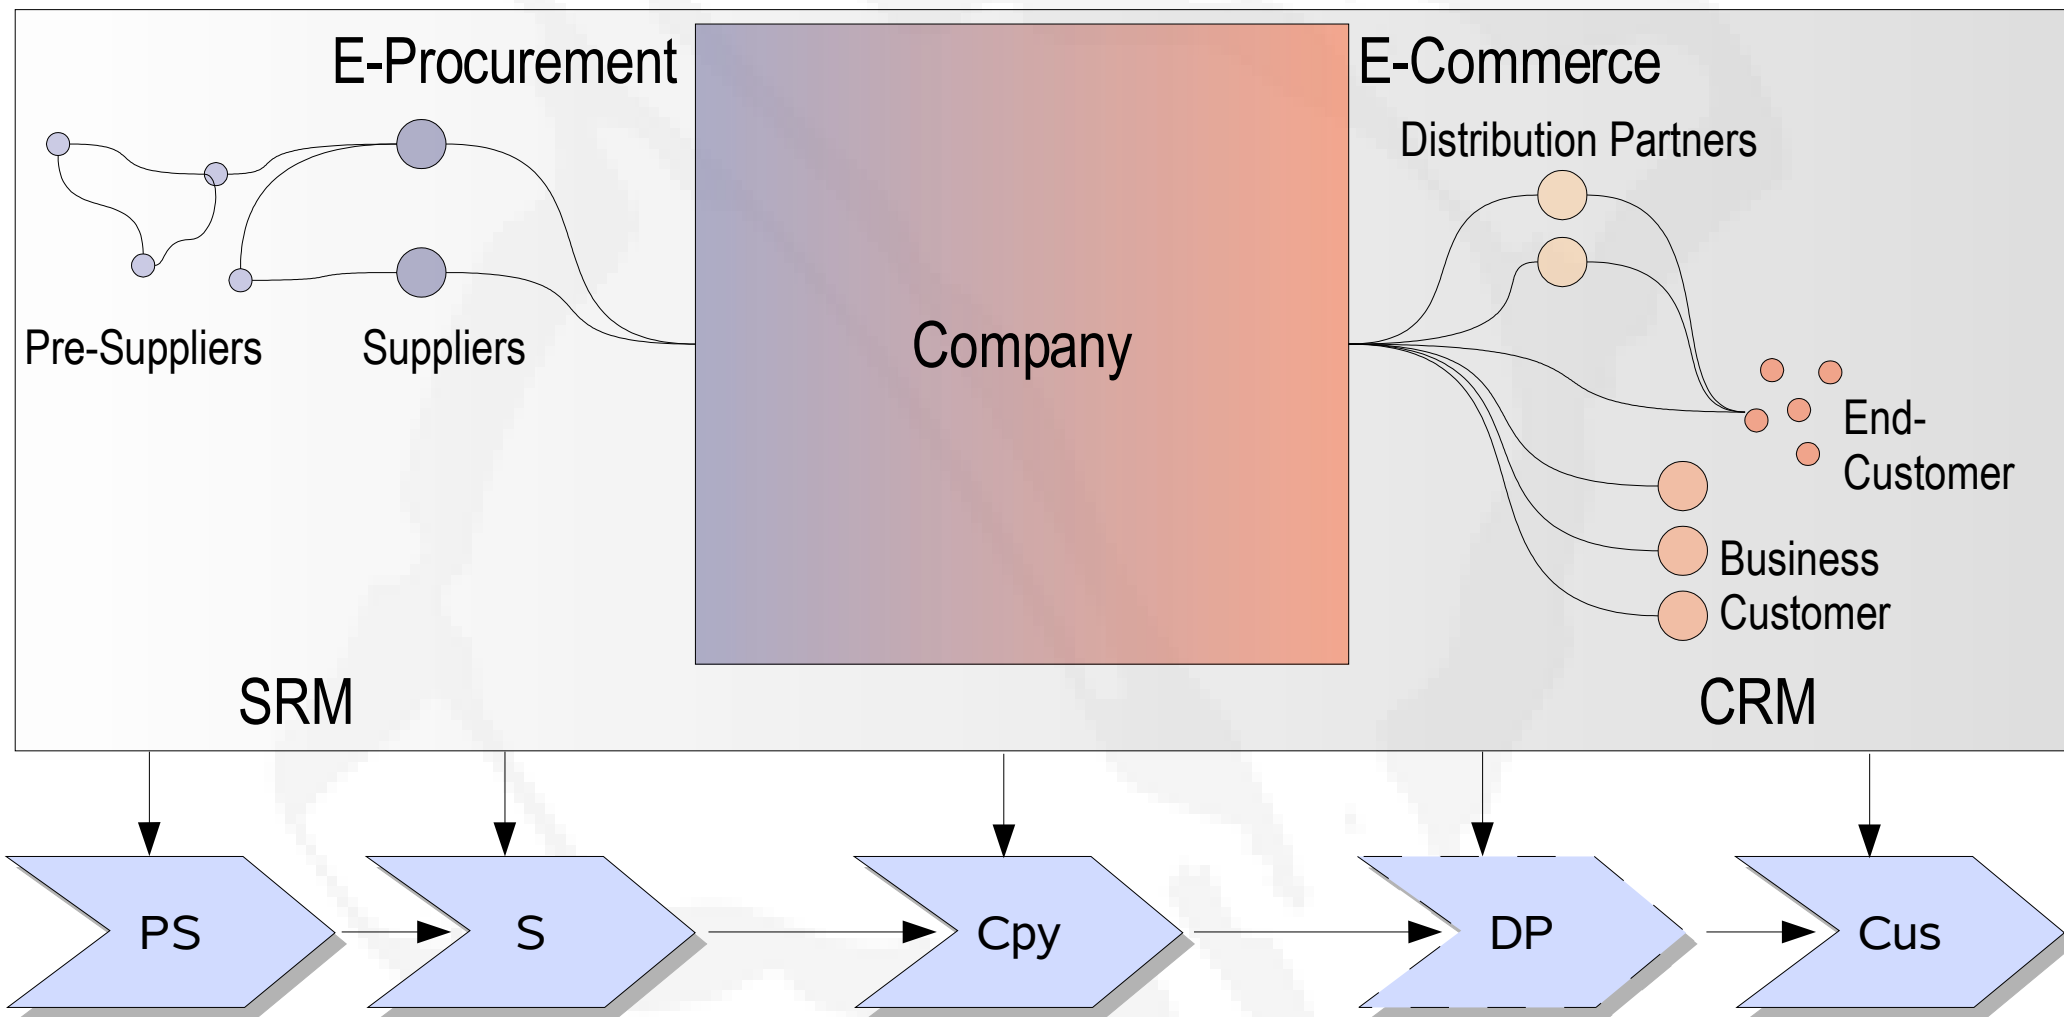 E-Procurement
E-Commerce
Distribution Partners
Pre-Suppliers
Suppliers
Company
End-
Customer
Business
Customer
SRM
CRM
PS
S
Cpy
DP
Cus